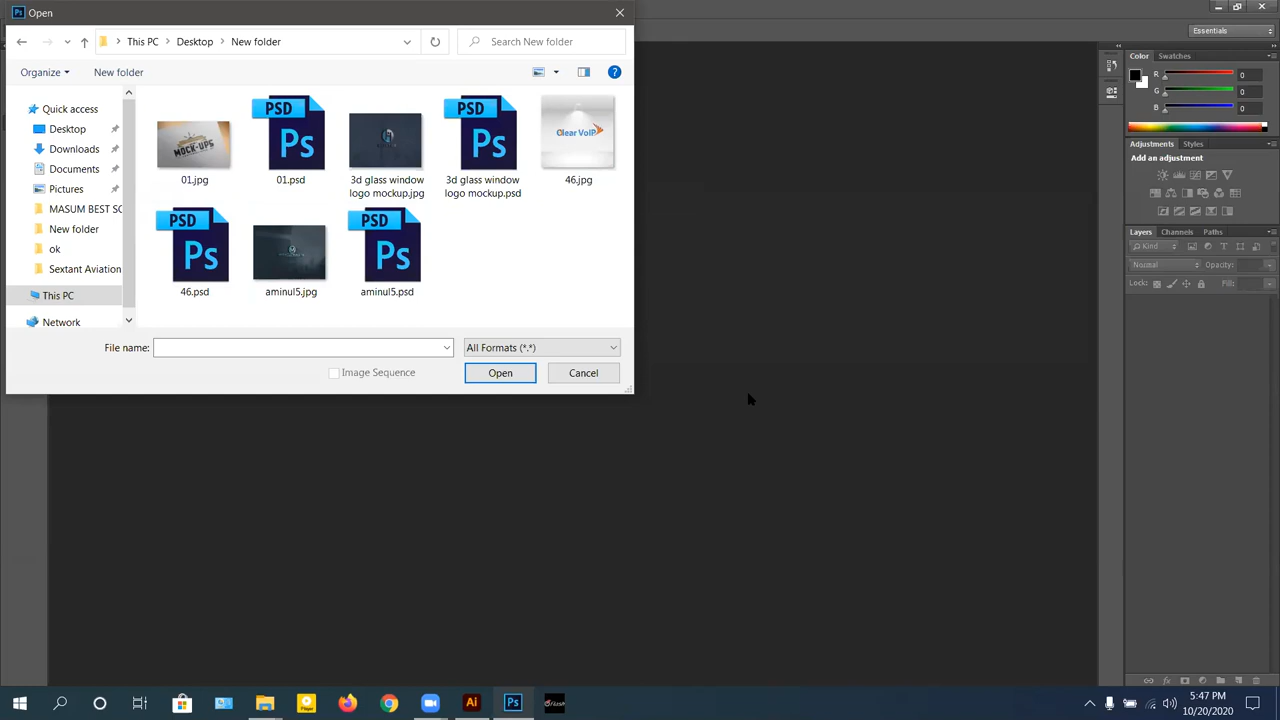 Open
This PC
Desktop
New folder
Search New folder
Essentials
Organize
New folder
Color
Swatches
R
0
G
0
B
0
Quick access
Desktop
Downloads
Documents
Pictures
MASUM BEST SC
New folder
ok
Sextant Aviation
This PC
Network
MOCK-UPS
01.jpg
PSD
Ps
01.psd
3d glass window
logo mockup.jpg
PSD
Ps
3d glass window
logo mockup.psd
Clear VoIP
46.jpg
PSD
Ps
46.psd
aminul5.jpg
PSD
Ps
aminul5.psd
Adjustments
Styles
Add an adjustment
Layers
Channels
Paths
Kind
Normal
Opacity:
Lock:
Fill:
File name:
All Formats (*.*)
Image Sequence
Open
Cancel
Ai
Ps
5:47 PM
10/20/2020